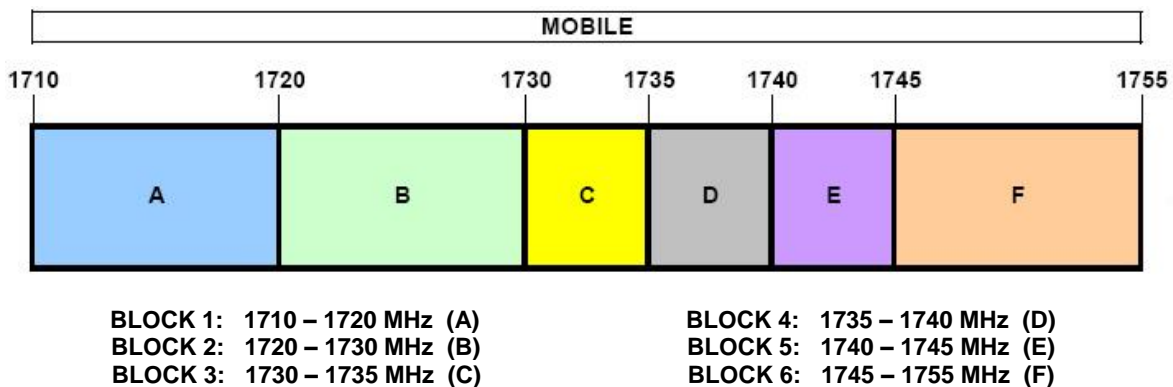 MOBILE
1710 1720 1730 1735 1740 1745 1755
A B C D E F
BLOCK 1: 1710 – 1720 MHz (A)
BLOCK 2: 1720 – 1730 MHz (B)
BLOCK 3: 1730 – 1735 MHz (C)
BLOCK 4: 1735 – 1740 MHz (D)
BLOCK 5: 1740 – 1745 MHz (E)
BLOCK 6: 1745 – 1755 MHz (F)